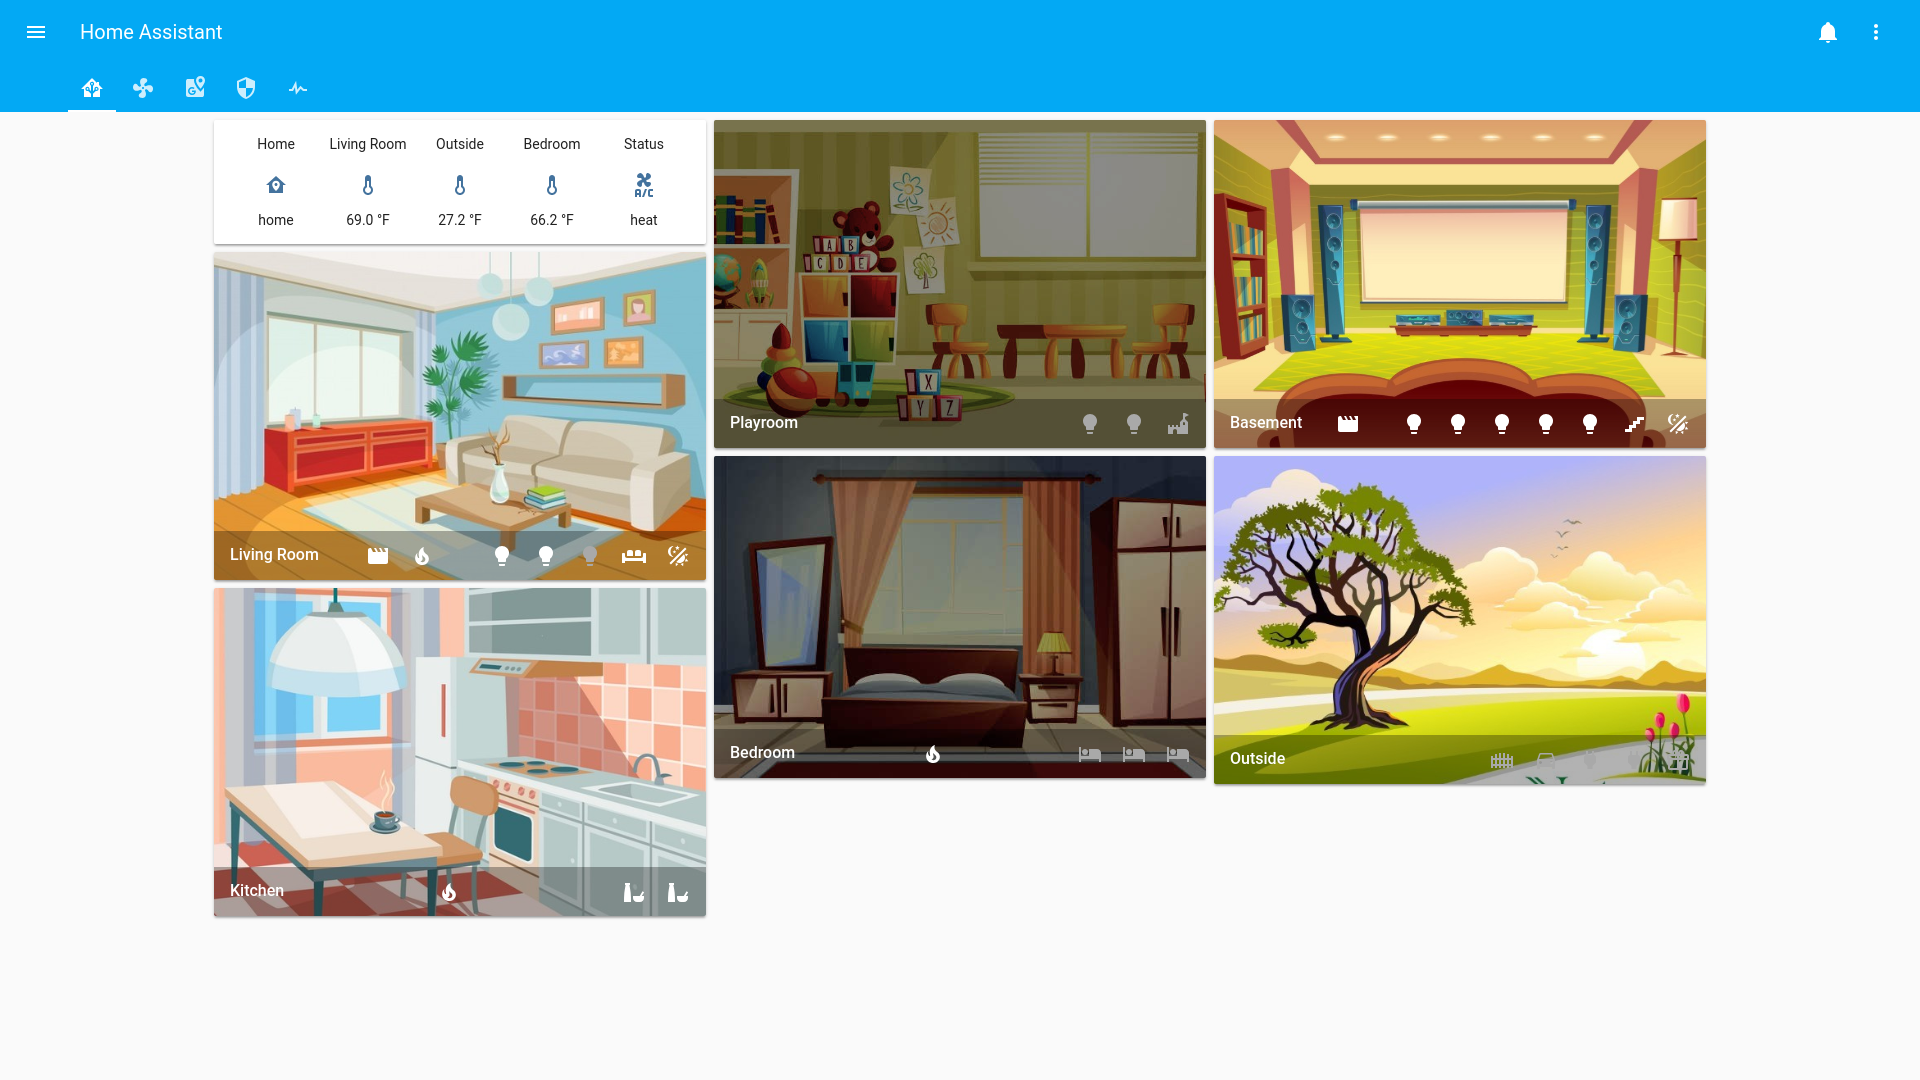 Home Assistant
G
Home Living Room Outside Bedroom Status
A/C
home 69.0 °F 27.2 °F 66.2 °F heat
Living Room
Kitchen
A B
C D E
X
Y Z
Playroom
Bedroom
Basement
Outside